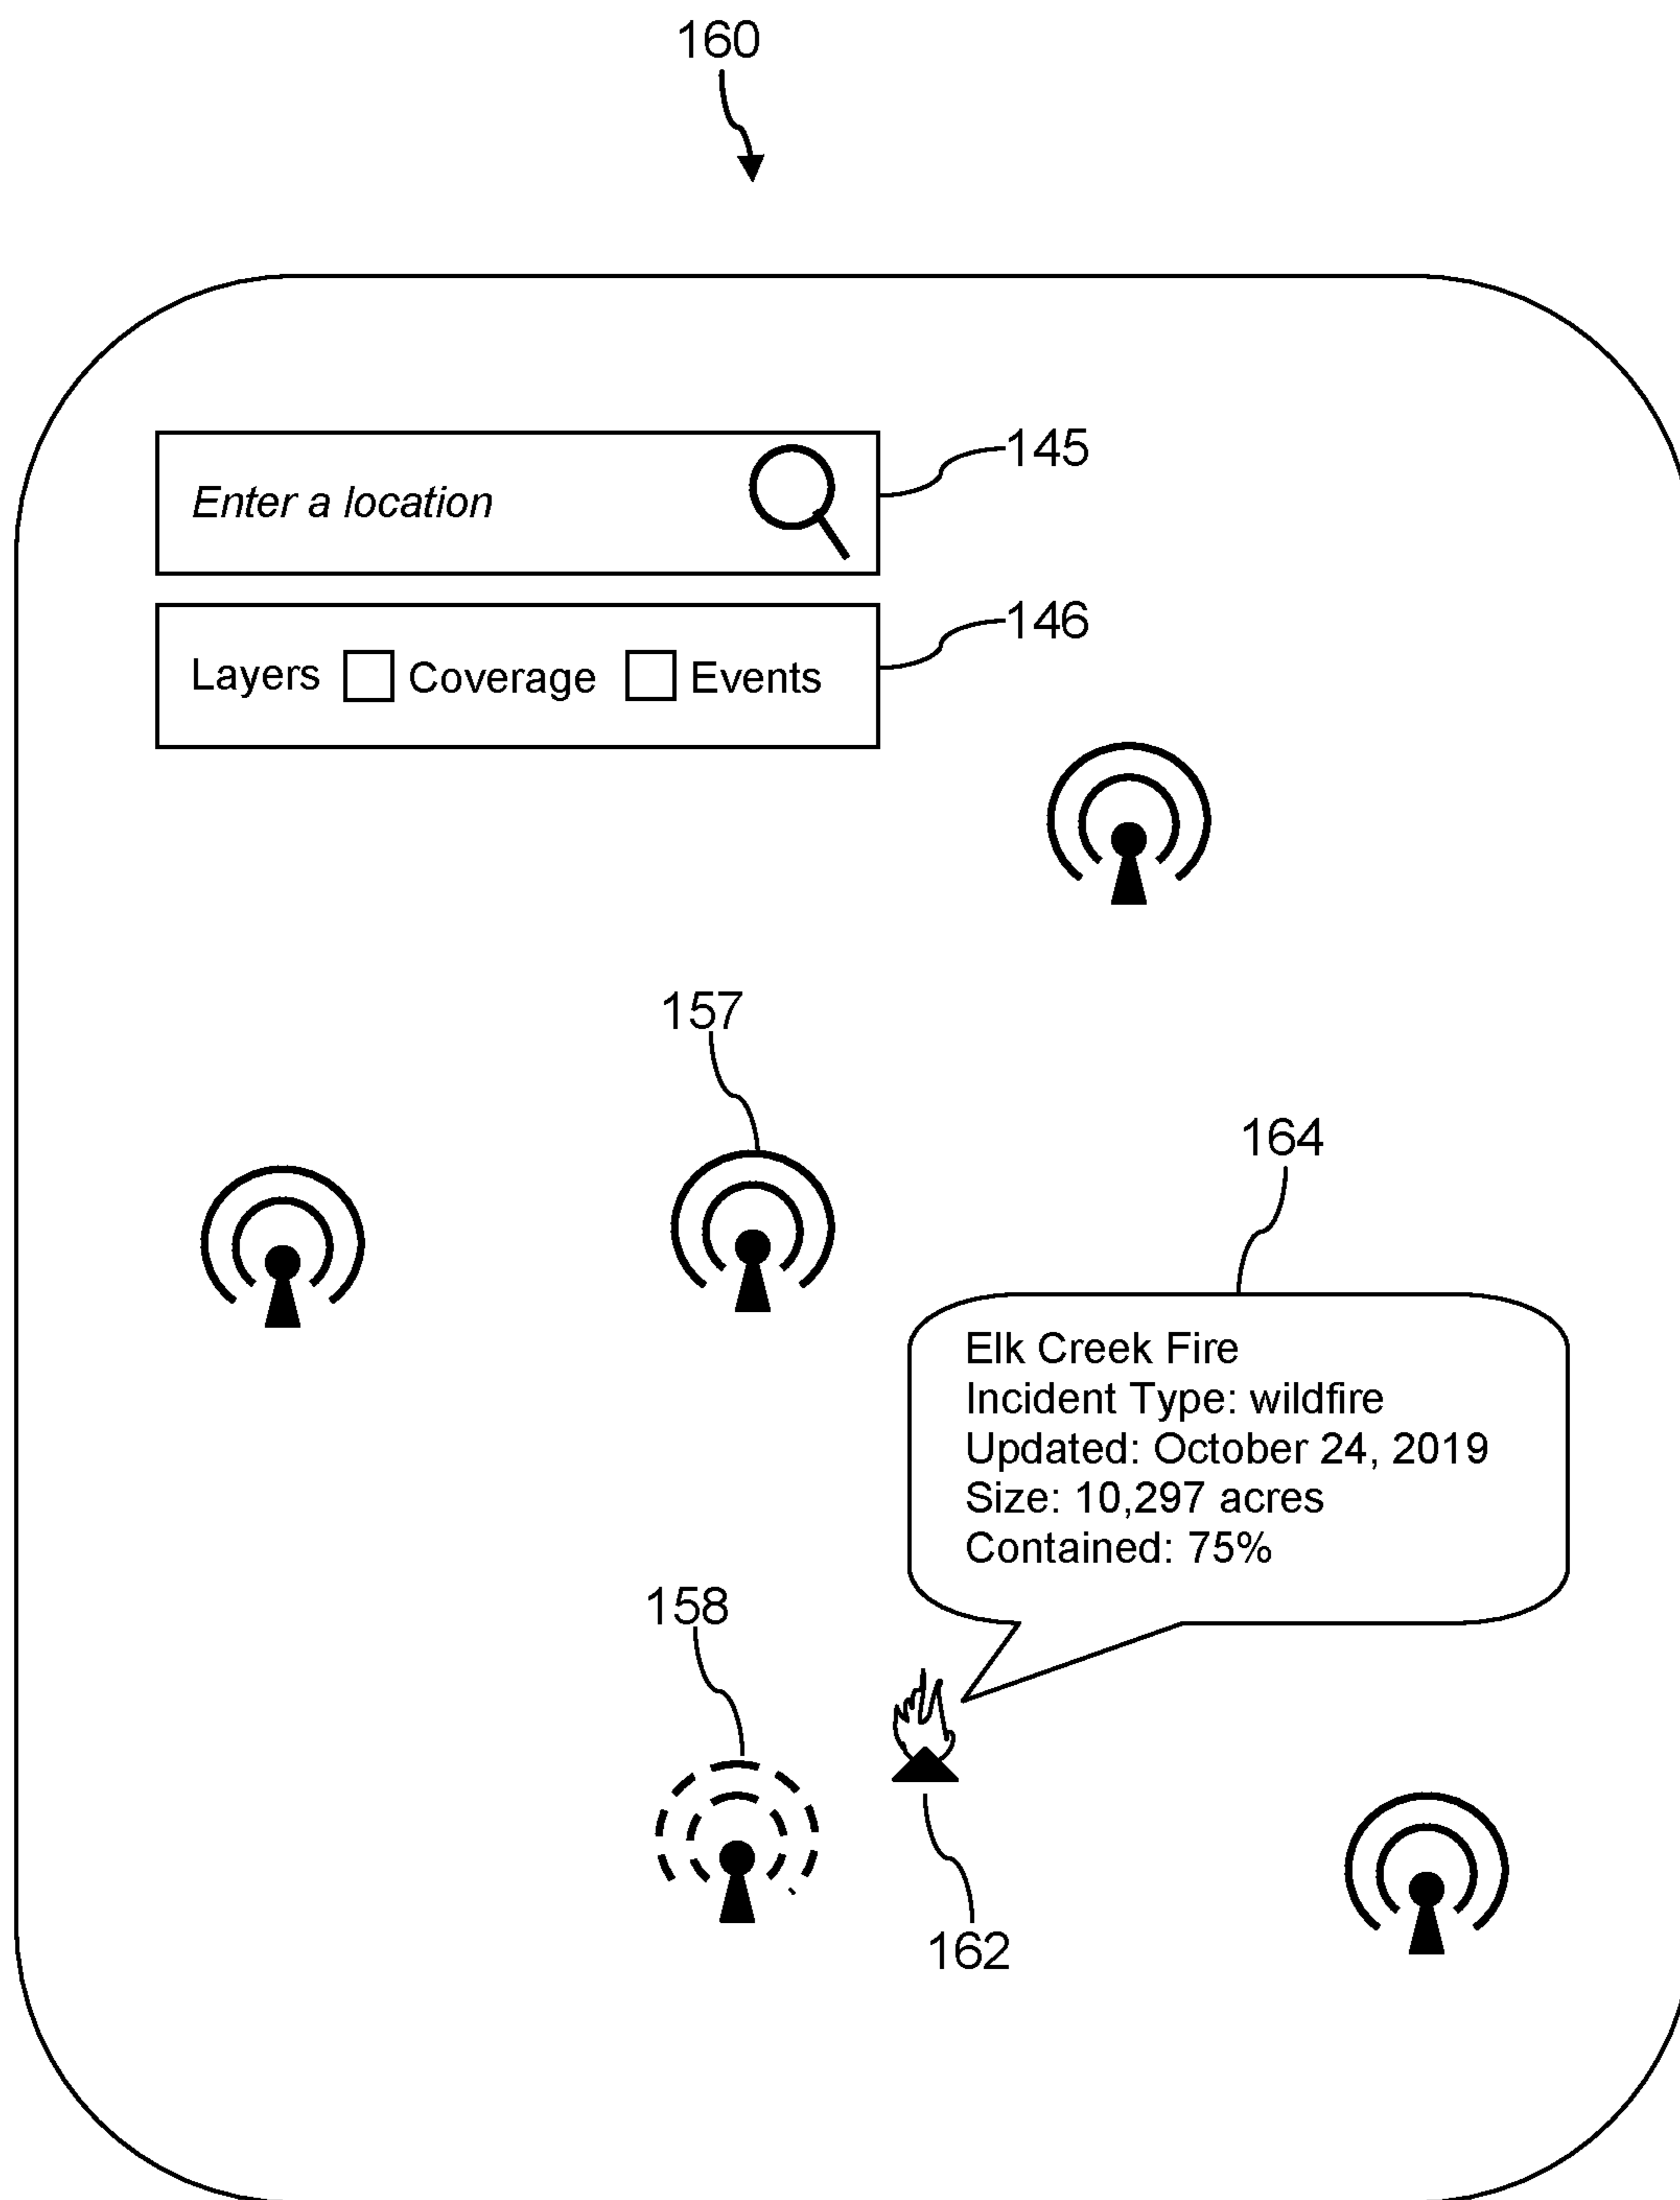 160
Enter a location
145
Layers Coverage Events
146
157
164
Elk Creek Fire
Incident Type: wildfire
Updated: October 24, 2019
Size: 10,297 acres
Contained: 75%
158
162